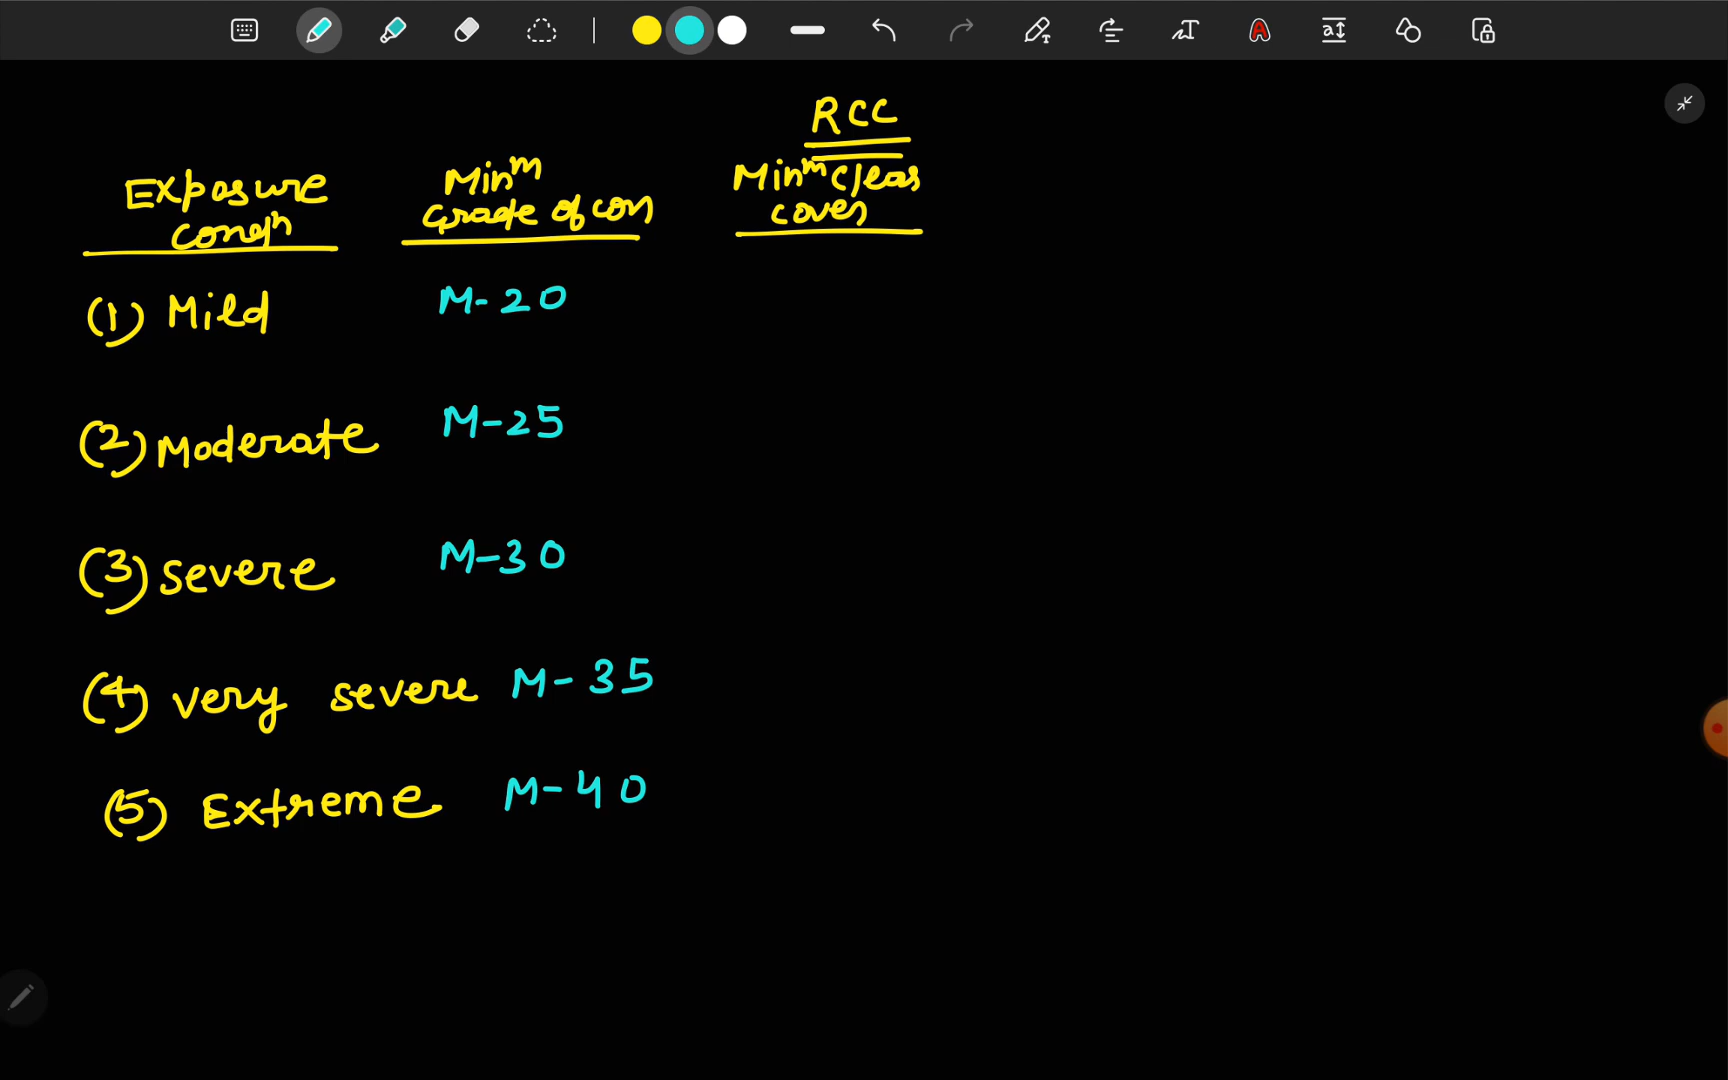 RCC
Exposure condn
Minm Grade of con
Minm clear cover
(1) Mild M-20
(2) Moderate M-25
(3) severe M-30
(4) very severe M-35
(5) Extreme M-40